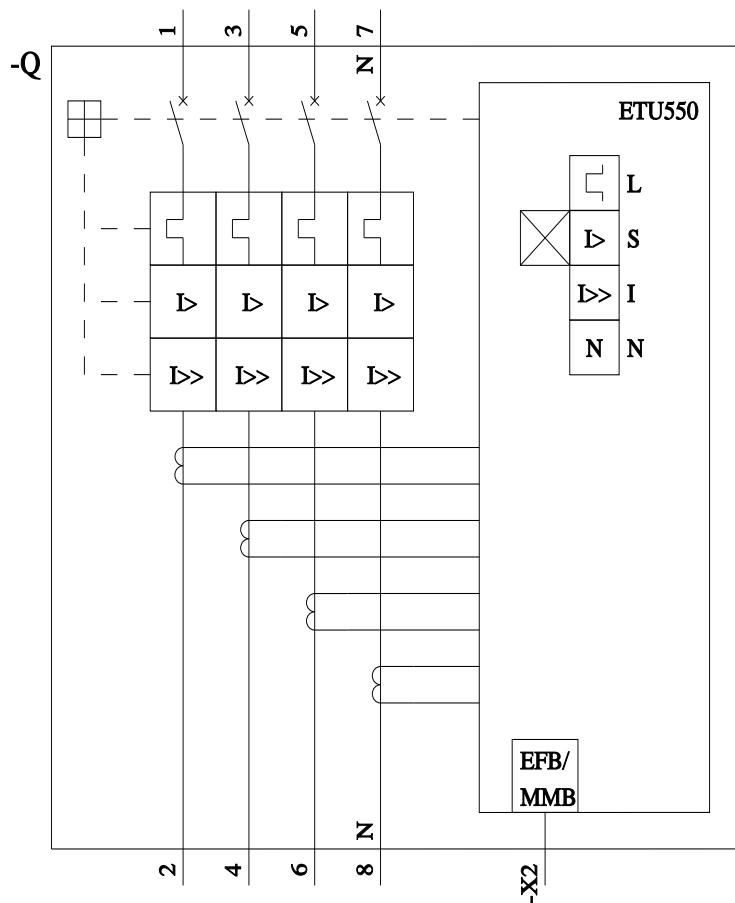 1 3 5 7
-Q
N
ETU550
L
I> S
I> I> I> I>
I>> I
N N
I>> I>> I>> I>>
EFB/
MMB
N
2 4 6 8
-X2